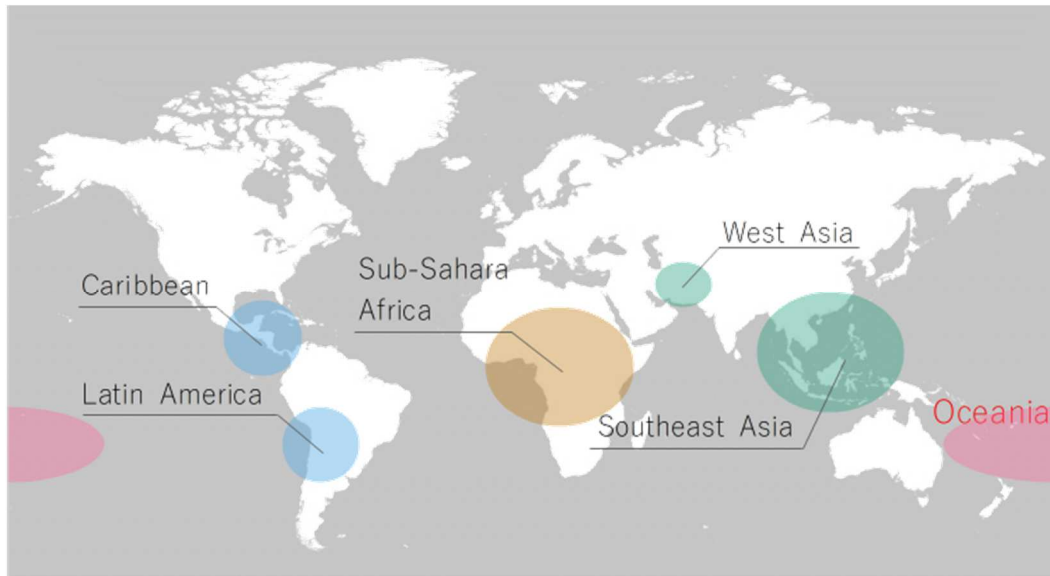 West Asia
Sub-Sahara
Africa
Caribbean
Latin America
Oceania
Southeast Asia